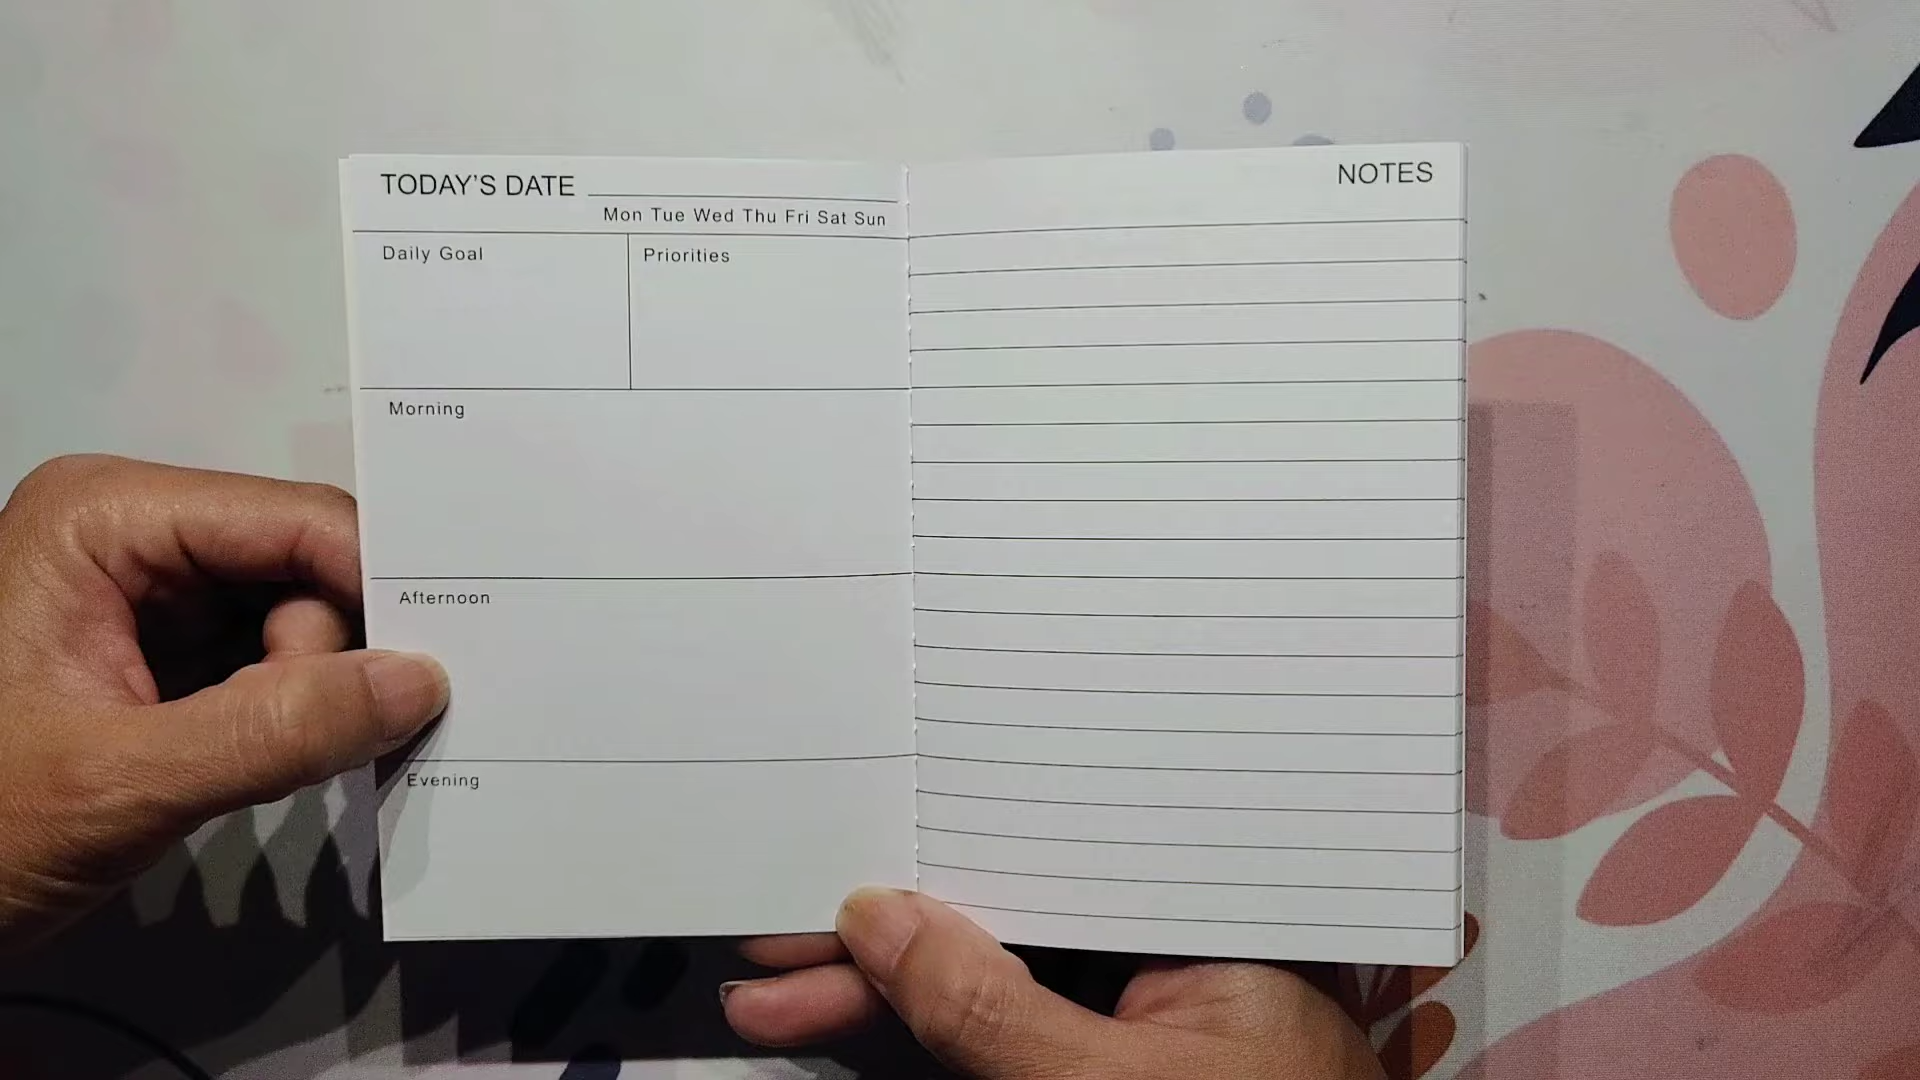 TODAY'S DATE
Mon Tue Wed Thu Fri Sat Sun
Daily Goal
Priorities
Morning
Afternoon
Evening
NOTES